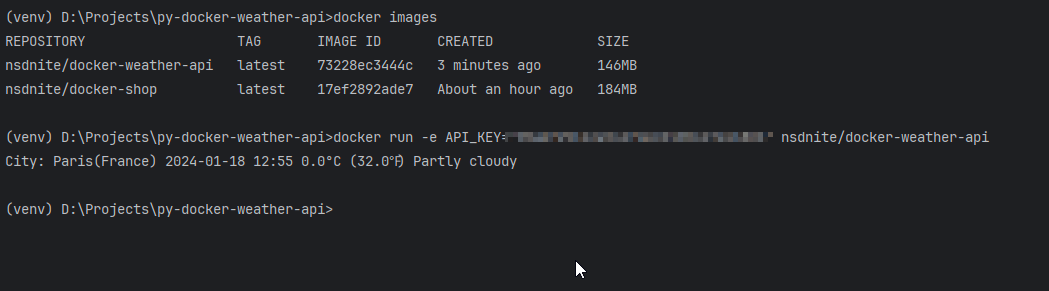 (venv) D:\Projects\py-docker-weather-api>docker images
REPOSITORY TAG IMAGE ID CREATED SIZE
nsdnite/docker-weather-api latest 73228ec3444c 3 minutes ago 146MB
nsdnite/docker-shop latest 17ef2892ade7 About an hour ago 184MB
(venv) D:\Projects\py-docker-weather-api>docker run -e API_KEY= nsdnite/docker-weather-api
City: Paris(France) 2024-01-18 12:55 0.0°C (32.0°F) Partly cloudy
(venv) D:\Projects\py-docker-weather-api>